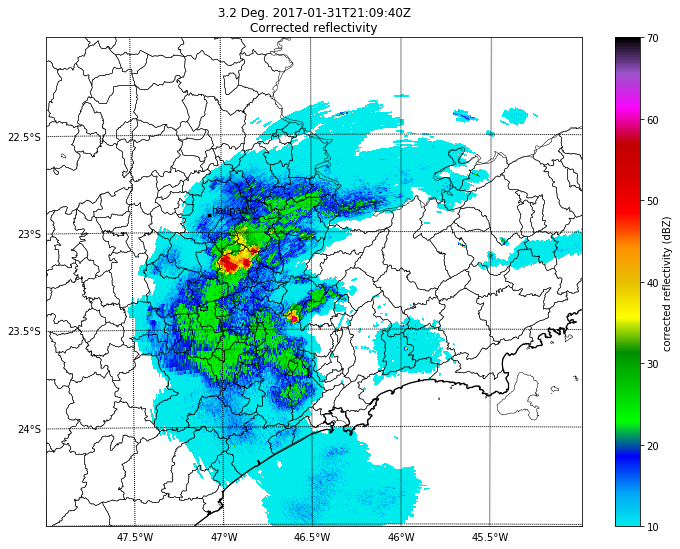 3.2 Deg. 2017-01-31T21:09:40Z
Corrected reflectivity
70
60
50
40
30
20
10
corrected reflectivity (dBZ)
22.5°S
23°S
23.5°S
24°S
47.5°W
47°W
46.5°W
46°W
45.5°W